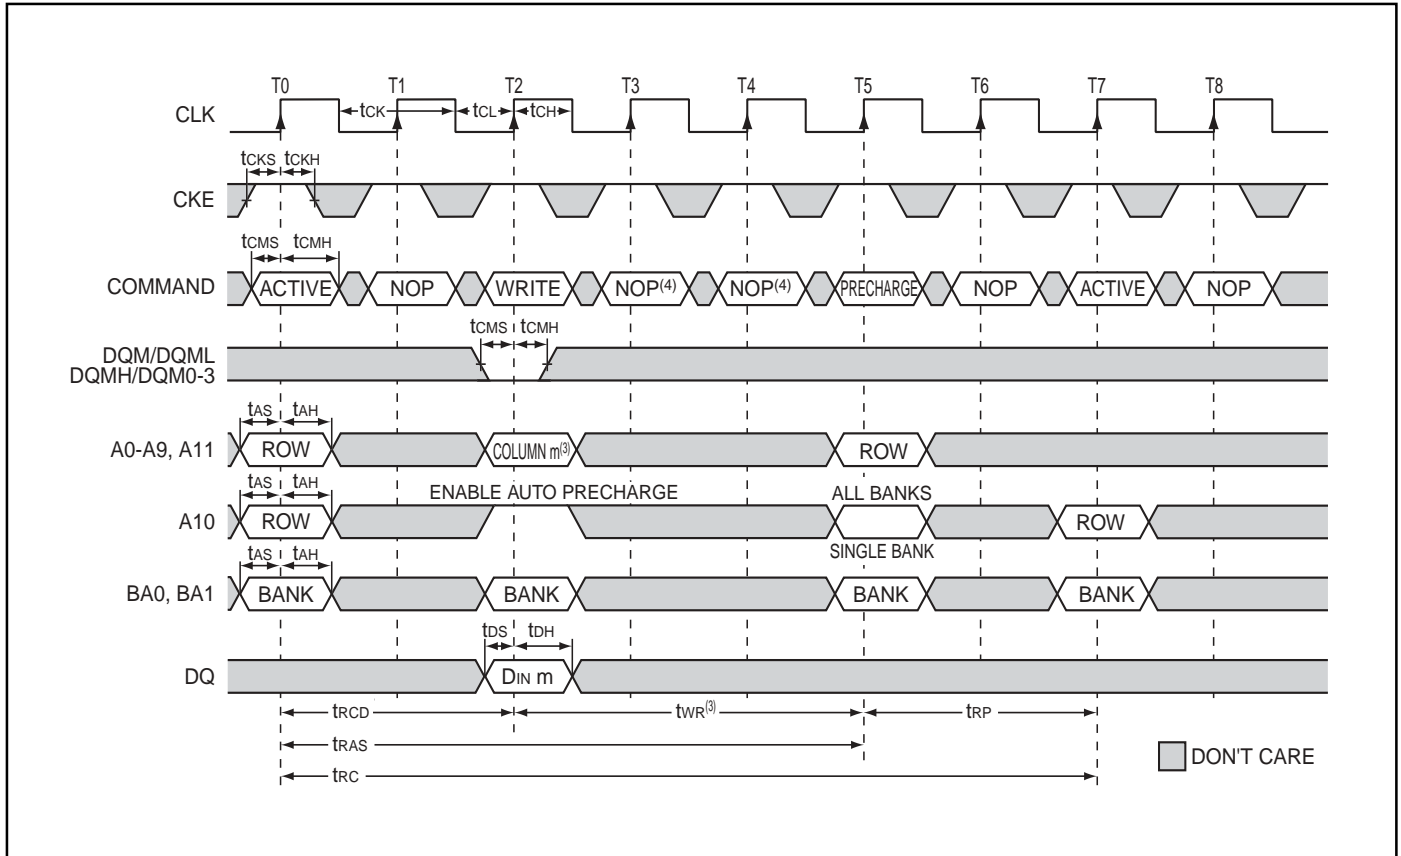 T0 T1 T2 T3 T4 T5 T6 T7 T8
CLK tCK tCL tCH
tCKS tCKH
CKE
tCMS tCMH
COMMAND ACTIVE NOP WRITE NOP(4) NOP(4) PRECHARGE NOP ACTIVE NOP
tCMS tCMH
DQM/DQML
DQMH/DQM0-3
tAS tAH
A0-A9, A11 ROW COLUMN m(3) ROW
tAS tAH ENABLE AUTO PRECHARGE ALL BANKS
A10 ROW ROW
tAS tAH SINGLE BANK
BA0, BA1 BANK BANK BANK BANK
tDS tDH
DQ DIN m
tRCD tWR(3) tRP
tRAS
tRC
DON'T CARE